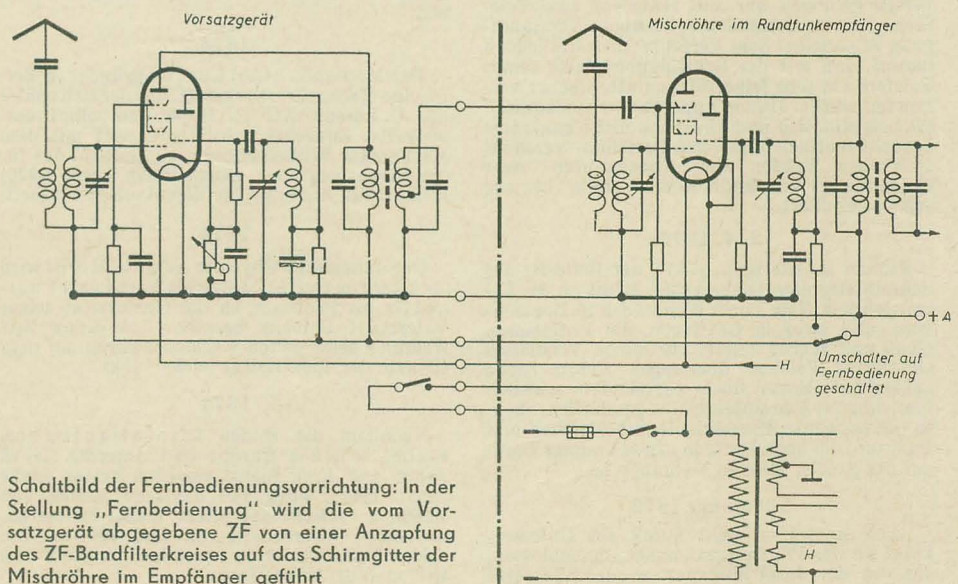 Vorsatzgerät
Mischröhre im Rundfunkempfänger
+A
H
Umschalter auf
Fernbedienung
geschaltet
H
Schaltbild der Fernbedienungsvorrichtung: In der
Stellung „Fernbedienung“ wird die vom Vor-
satzgerät abgegebene ZF von einer Anzapfung
des ZF-Bandfilterkreises auf das Schirmgitter der
Mischröhre im Empfänger geführt